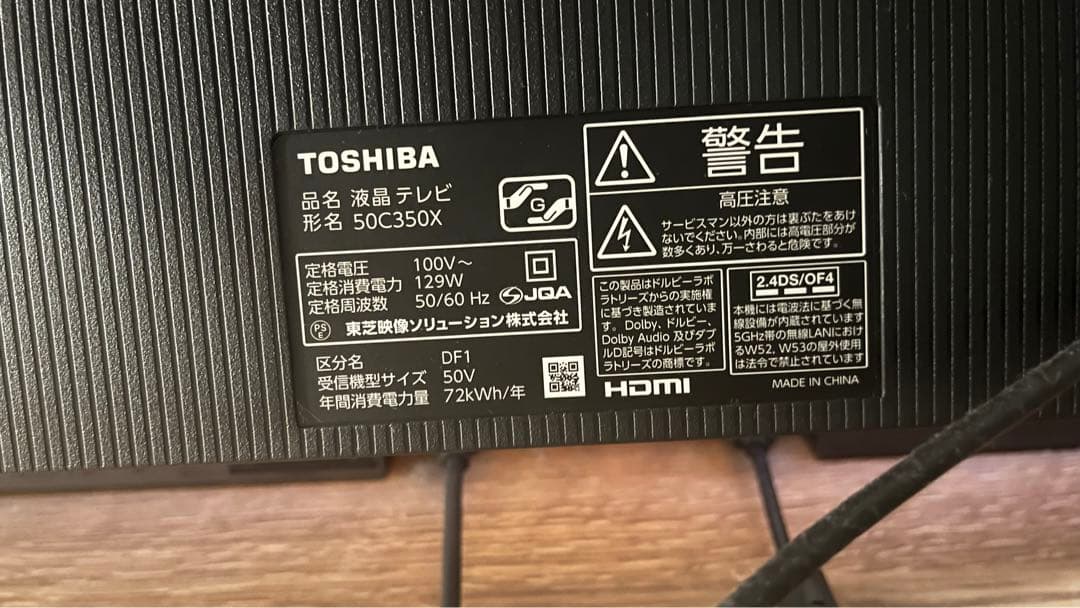 TOSHIBA
品名 液晶テレビ
形名 50C350X
G
定格電圧 100V～
定格消費電力 129W
定格周波数 50/60 Hz
JQA
PS
E
東芝映像ソリューション株式会社
区分名 DF1
受信機型サイズ 50V
年間消費電力量 72kWh/年
警告
高圧注意
サービスマン以外の方は裏ぶたをあけ
ないでください。内部には高電圧部分が
数多くあり、万一さわると危険です。
この製品はドルビーラボ
ラトリーズからの実施権
に基づき製造されていま
す。Dolby、ドルビー、
Dolby Audio 及びダブ
ルD記号はドルビーラボ
ラトリーズの商標です。
HDMI
2.4DS/OF4
本機には電波法に基づく無
線設備が内蔵されています
5GHz帯の無線LANにおけ
るW52、W53の屋外使用
は法令で禁止されています
MADE IN CHINA